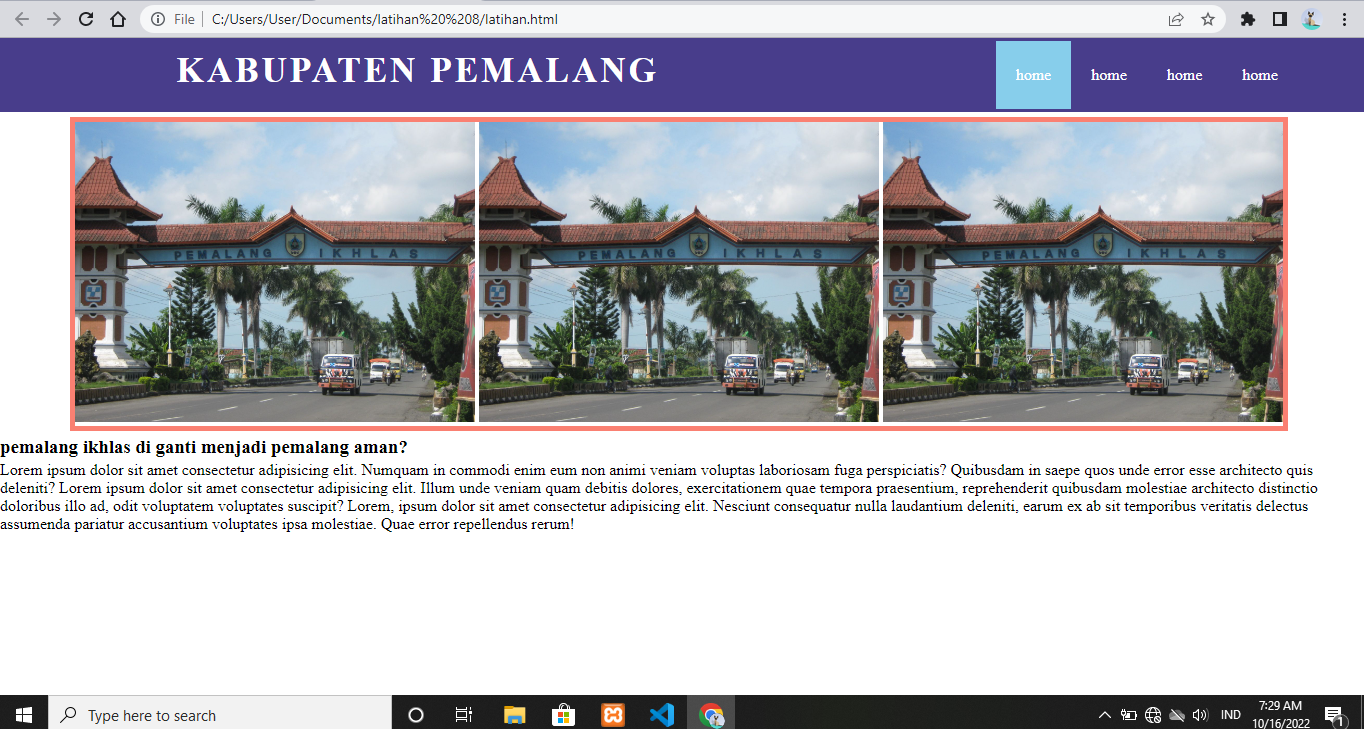 File C:/Users/User/Documents/latihan%20%208/latihan.html
KABUPATEN PEMALANG
home home home home
PEMALANG IKHLAS PEMALANG IKHLAS PEMALANG IKHLAS
pemalang ikhlas di ganti menjadi pemalang aman?
Lorem ipsum dolor sit amet consectetur adipisicing elit. Numquam in commodi enim eum non animi veniam voluptas laboriosam fuga perspiciatis? Quibusdam in saepe quos unde error esse architecto quis
deleniti? Lorem ipsum dolor sit amet consectetur adipisicing elit. Illum unde veniam quam debitis dolores, exercitationem quae tempora praesentium, reprehenderit quibusdam molestiae architecto distinctio
doloribus illo ad, odit voluptatem voluptates suscipit? Lorem, ipsum dolor sit amet consectetur adipisicing elit. Nesciunt consequatur nulla laudantium deleniti, earum ex ab sit temporibus veritatis delectus
assumenda pariatur accusantium voluptates ipsa molestiae. Quae error repellendus rerum!
Type here to search
IND
7:29 AM
10/16/2022
1